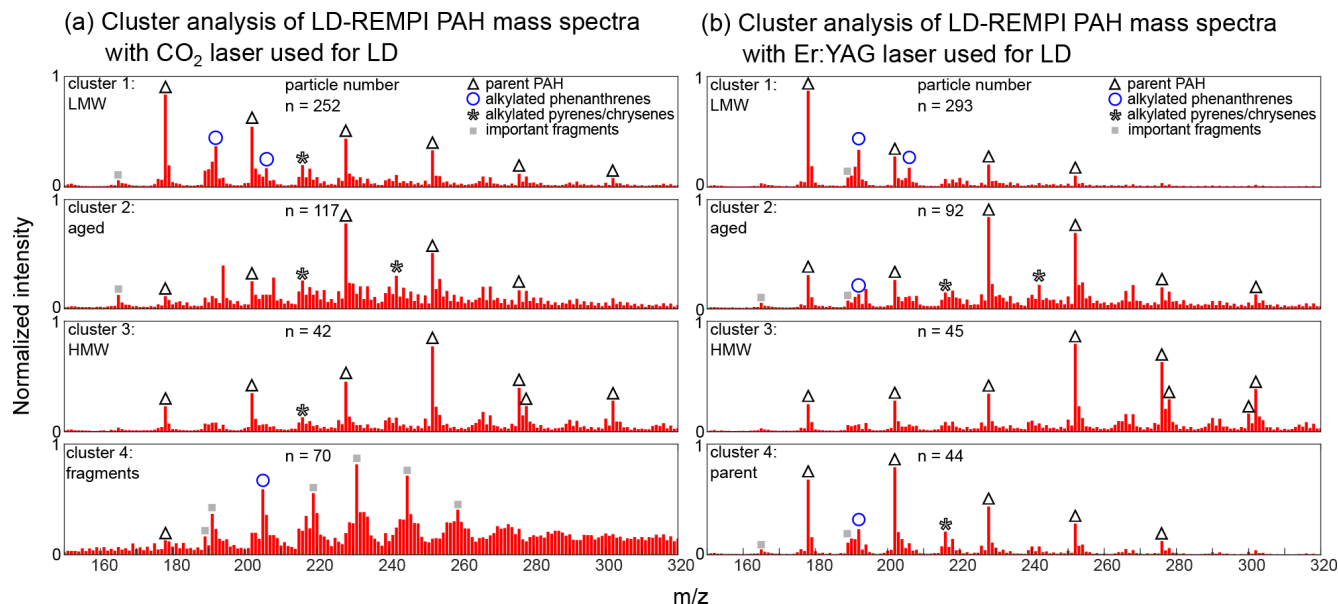 (a) Cluster analysis of LD-REMPI PAH mass spectra
with CO₂ laser used for LD
(b) Cluster analysis of LD-REMPI PAH mass spectra
with Er:YAG laser used for LD
Normalized intensity
1
0
cluster 1:
LMW
particle number
n = 252
parent PAH
alkylated phenanthrenes
alkylated pyrenes/chrysenes
important fragments
1
0
cluster 2:
aged
n = 117
1
0
cluster 3:
HMW
n = 42
1
0
cluster 4:
fragments
n = 70
160 180 200 220 240 260 280 300 320
1
0
cluster 1:
LMW
particle number
n = 293
parent PAH
alkylated phenanthrenes
alkylated pyrenes/chrysenes
important fragments
1
0
cluster 2:
aged
n = 92
1
0
cluster 3:
HMW
n = 45
1
0
cluster 4:
parent
n = 44
160 180 200 220 240 260 280 300 320
m/z